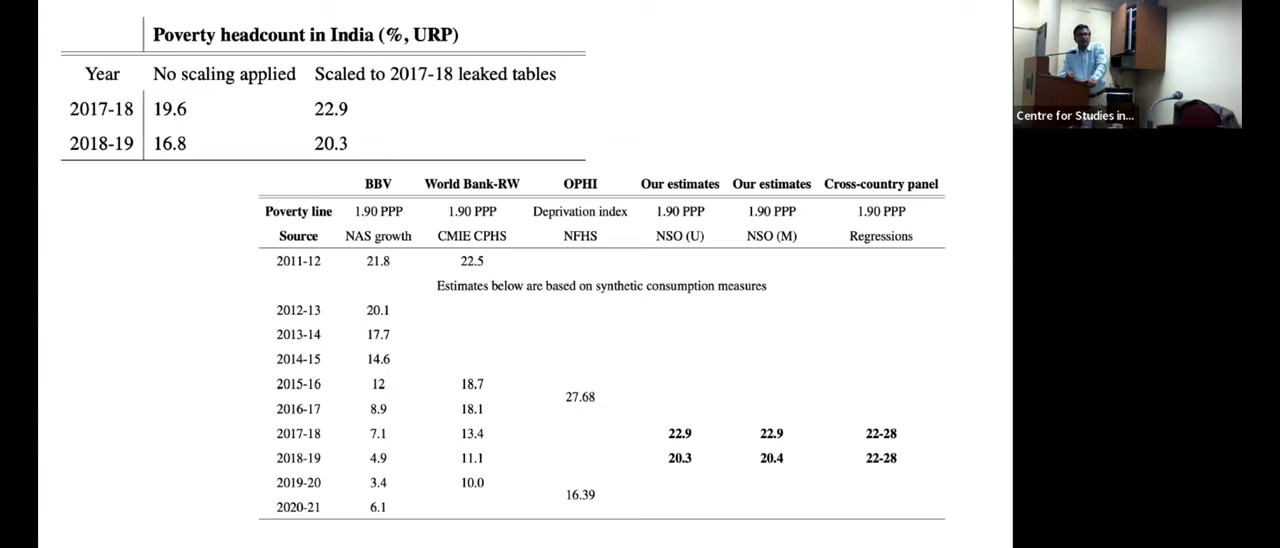 Poverty headcount in India (%, URP)
Year No scaling applied Scaled to 2017-18 leaked tables
2017-18 19.6 22.9
2018-19 16.8 20.3
BBV World Bank-RW OPHI Our estimates Our estimates Cross-country panel
Poverty line 1.90 PPP 1.90 PPP Deprivation index 1.90 PPP 1.90 PPP 1.90 PPP
Source NAS growth CMIE CPHS NFHS NSO (U) NSO (M) Regressions
2011-12 21.8 22.5
Estimates below are based on synthetic consumption measures
2012-13 20.1
2013-14 17.7
2014-15 14.6
2015-16 12 18.7
27.68
2016-17 8.9 18.1
2017-18 7.1 13.4 22.9 22.9 22-28
2018-19 4.9 11.1 20.3 20.4 22-28
2019-20 3.4 10.0
16.39
2020-21 6.1
Centre for Studies in...